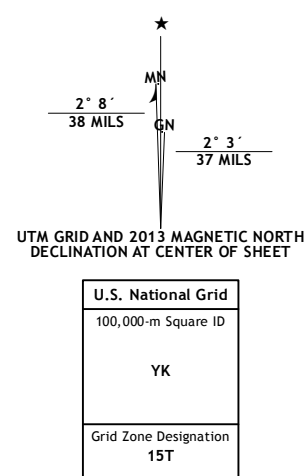 MN
2° 8´
38 MILS
GN
2° 3´
37 MILS
UTM GRID AND 2013 MAGNETIC NORTH
DECLINATION AT CENTER OF SHEET
U.S. National Grid
100,000-m Square ID
YK
Grid Zone Designation
15T